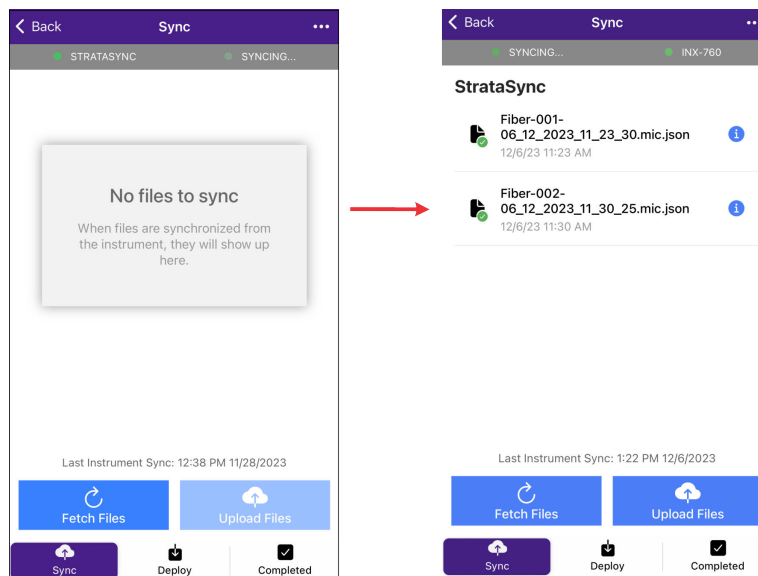 Back
Sync
STRATASYNC
SYNCING...
No files to sync
When files are synchronized from
the instrument, they will show up
here.
Last Instrument Sync: 12:38 PM 11/28/2023
Fetch Files
Upload Files
Sync
Deploy
Completed
Back
Sync
SYNCING...
INX-760
StrataSync
Fiber-001-
06_12_2023_11_23_30.mic.json
12/6/23 11:23 AM
Fiber-002-
06_12_2023_11_30_25.mic.json
12/6/23 11:30 AM
Last Instrument Sync: 1:22 PM 12/6/2023
Fetch Files
Upload Files
Sync
Deploy
Completed